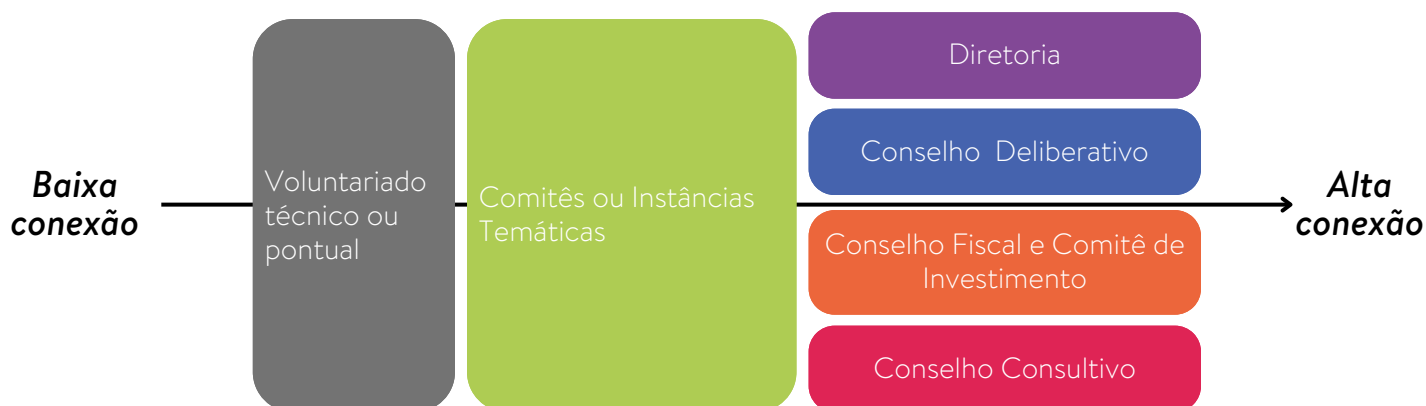 Baixa
conexão
Voluntariado
técnico ou
pontual
Comitês ou Instâncias
Temáticas
Diretoria
Conselho Deliberativo
Conselho Fiscal e Comitê de
Investimento
Conselho Consultivo
Alta
conexão